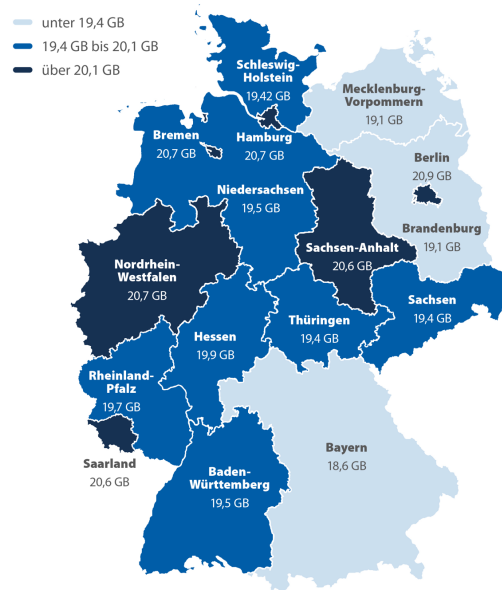 unter 19,4 GB
19,4 GB bis 20,1 GB
über 20,1 GB
Schleswig-
Holstein
19,42 GB
Mecklenburg-
Vorpommern
19,1 GB
Bremen
20,7 GB
Hamburg
20,7 GB
Berlin
20,9 GB
Niedersachsen
19,5 GB
Brandenburg
19,1 GB
Sachsen-Anhalt
20,6 GB
Nordrhein-
Westfalen
20,7 GB
Sachsen
19,4 GB
Thüringen
19,4 GB
Hessen
19,9 GB
Rheinland-
Pfalz
19,7 GB
Saarland
20,6 GB
Bayern
18,6 GB
Baden-
Württemberg
19,5 GB